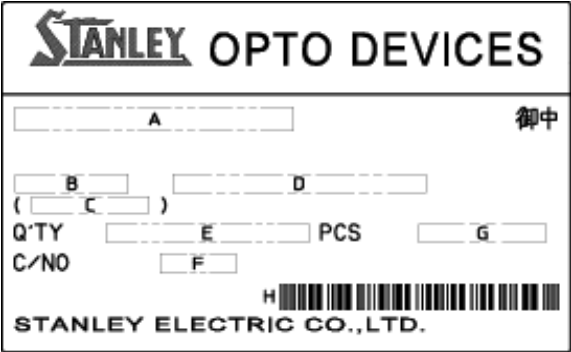 STANLEY OPTO DEVICES
A 御中
B D
( C )
Q'TY E PCS G
C/NO F
H
STANLEY ELECTRIC CO.,LTD.